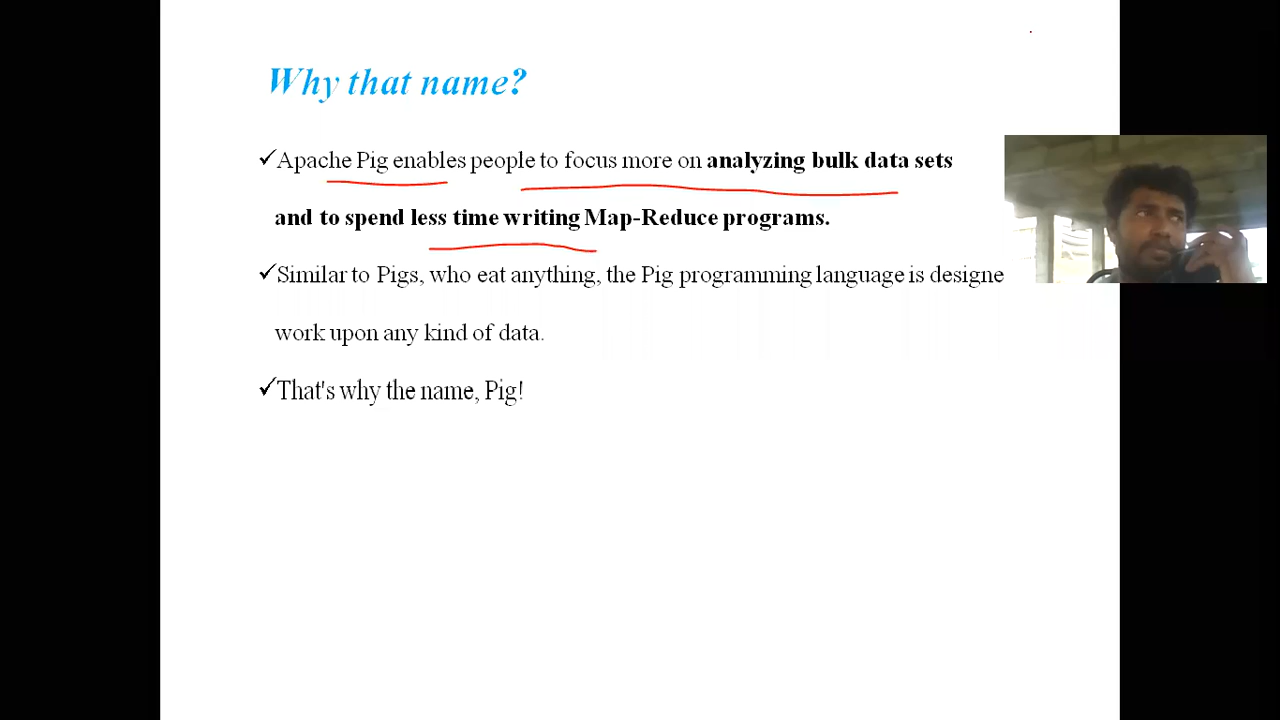 Why that name?
✓Apache Pig enables people to focus more on analyzing bulk data sets
and to spend less time writing Map-Reduce programs.
✓Similar to Pigs, who eat anything, the Pig programming language is designe
work upon any kind of data.
✓That's why the name, Pig!